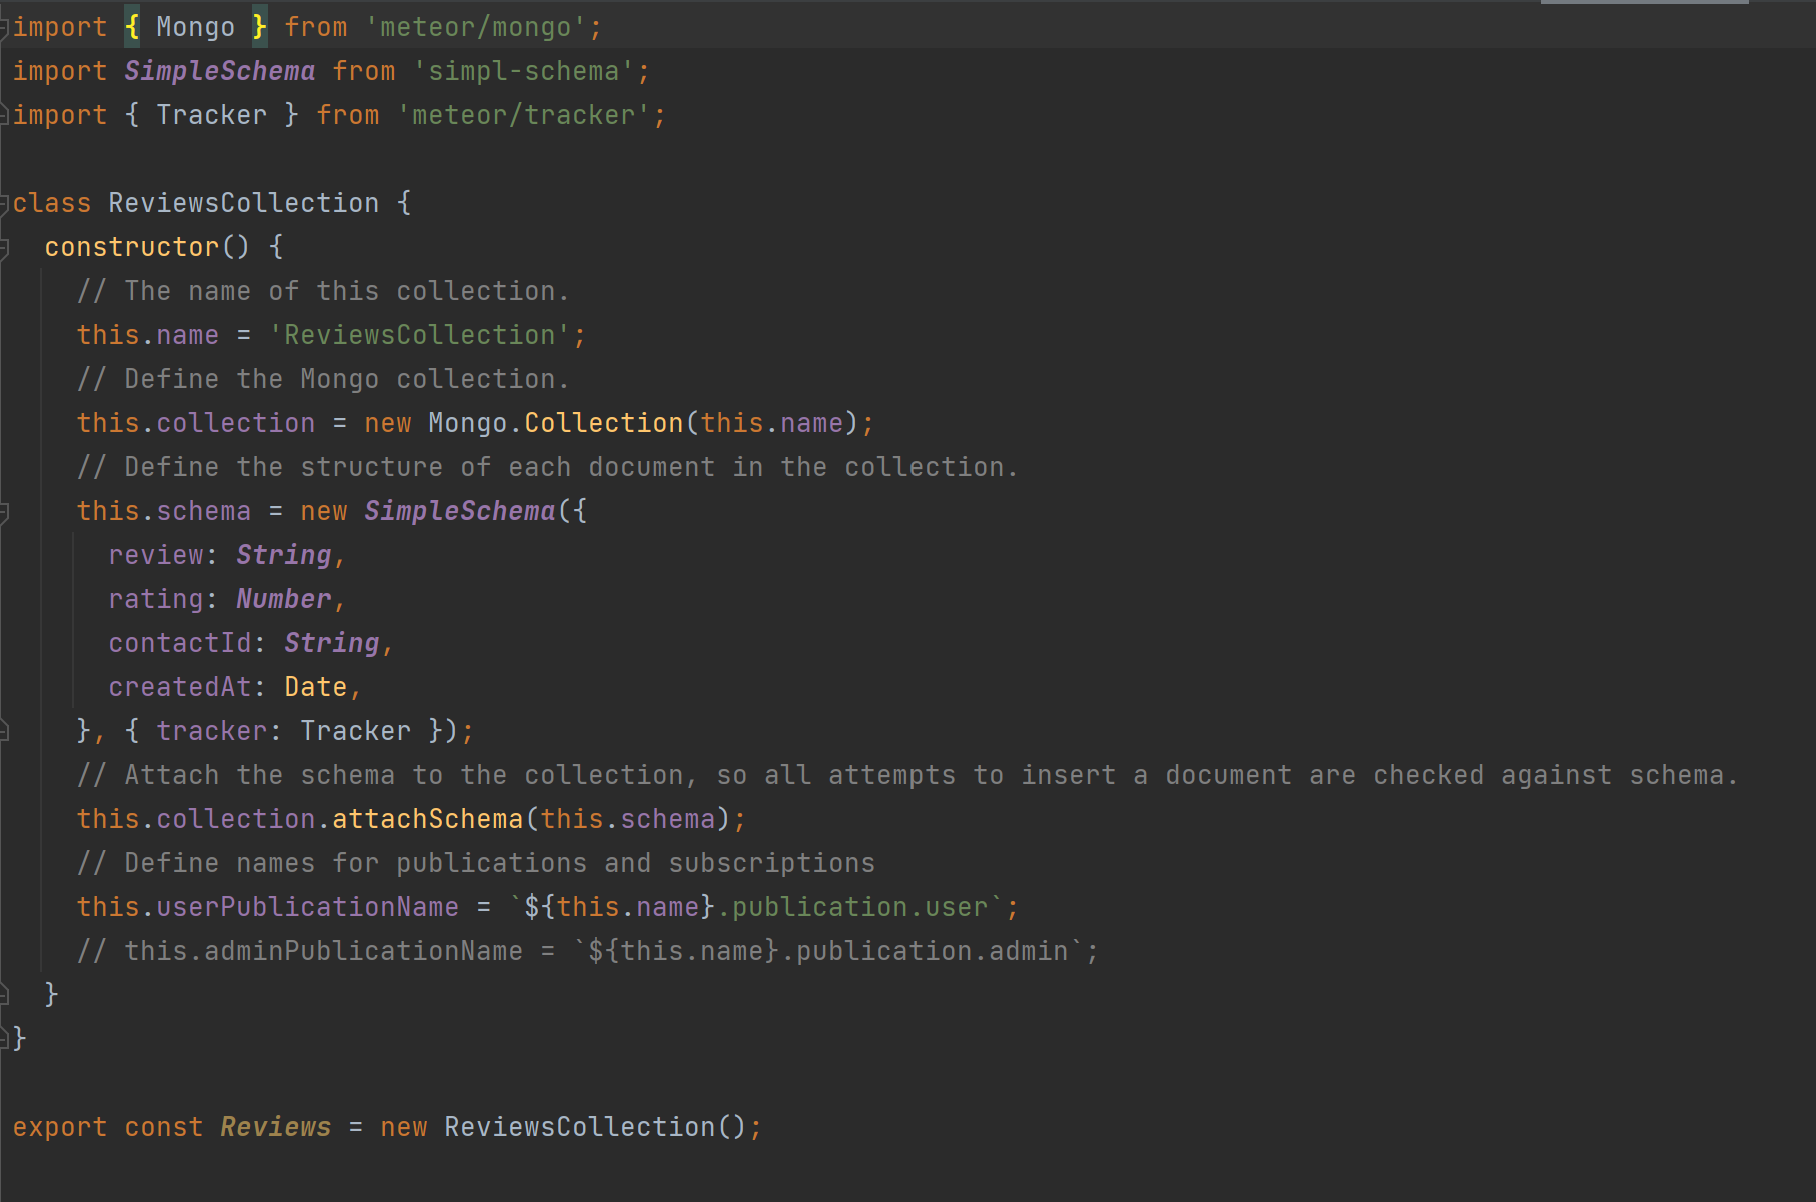 import { Mongo } from 'meteor/mongo';
import SimpleSchema from 'simpl-schema';
import { Tracker } from 'meteor/tracker';
class ReviewsCollection {
  constructor() {
    // The name of this collection.
    this.name = 'ReviewsCollection';
    // Define the Mongo collection.
    this.collection = new Mongo.Collection(this.name);
    // Define the structure of each document in the collection.
    this.schema = new SimpleSchema({
      review: String,
      rating: Number,
      contactId: String,
      createdAt: Date,
    }, { tracker: Tracker });
    // Attach the schema to the collection, so all attempts to insert a document are checked against schema.
    this.collection.attachSchema(this.schema);
    // Define names for publications and subscriptions
    this.userPublicationName = `${this.name}.publication.user`;
    // this.adminPublicationName = `${this.name}.publication.admin`;
  }
}
export const Reviews = new ReviewsCollection();